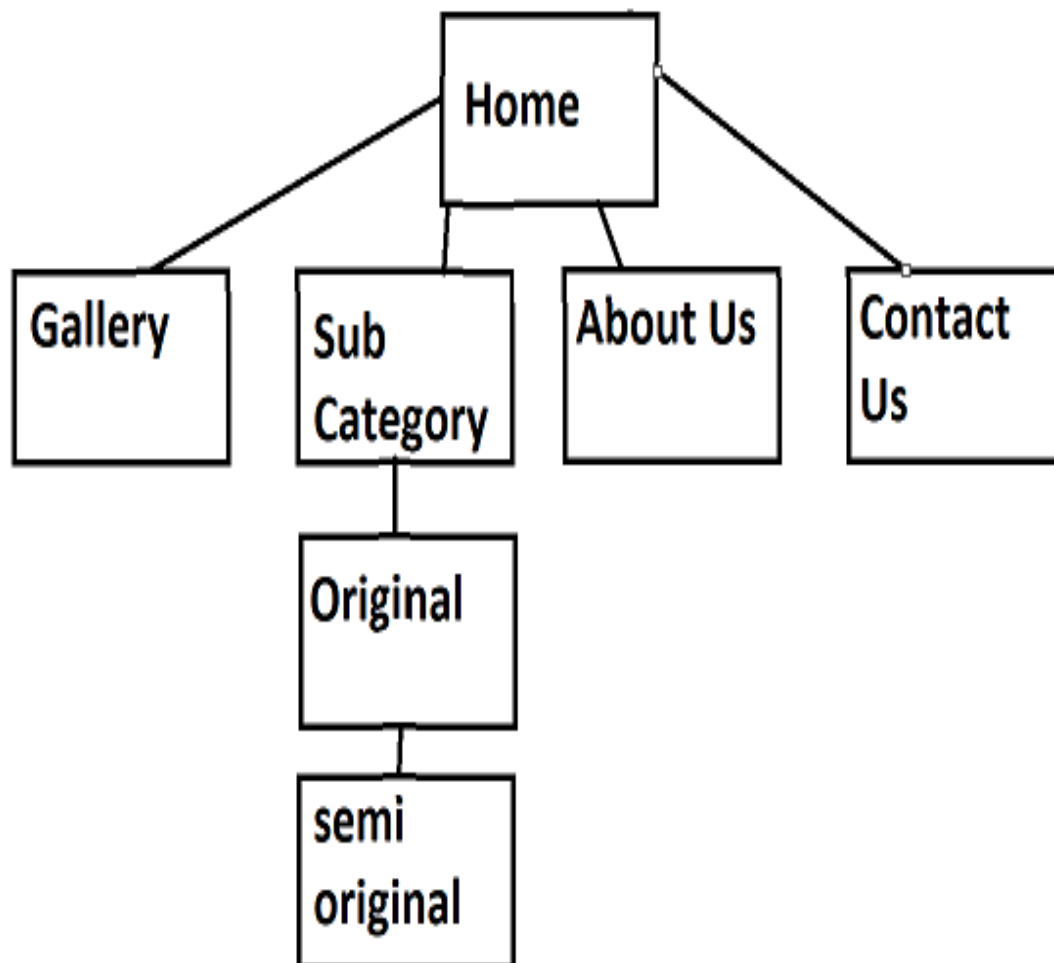 Home
Gallery
Sub
Category
About Us
Contact
Us
Original
semi
original